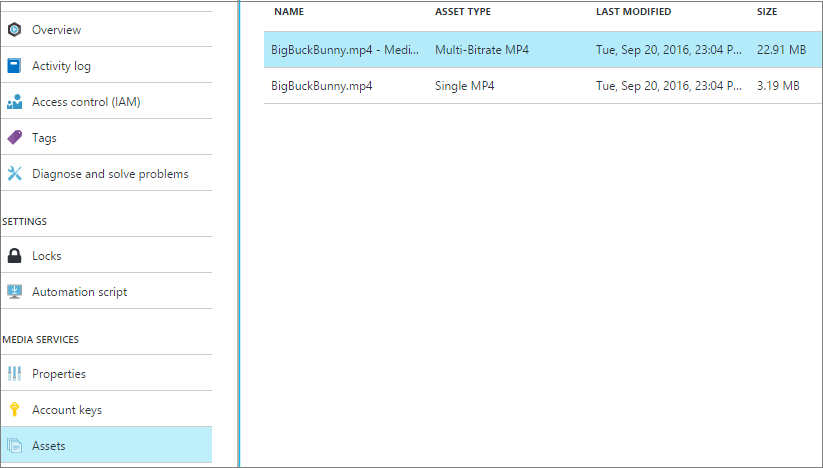 Overview
Activity log
Access control (IAM)
Tags
Diagnose and solve problems
SETTINGS
Locks
Automation script
MEDIA SERVICES
Properties
Account keys
Assets
NAME ASSET TYPE LAST MODIFIED SIZE
BigBuckBunny.mp4 - Medi... Multi-Bitrate MP4 Tue, Sep 20, 2016, 23:04 P... 22.91 MB
BigBuckBunny.mp4 Single MP4 Tue, Sep 20, 2016, 23:04 P... 3.19 MB